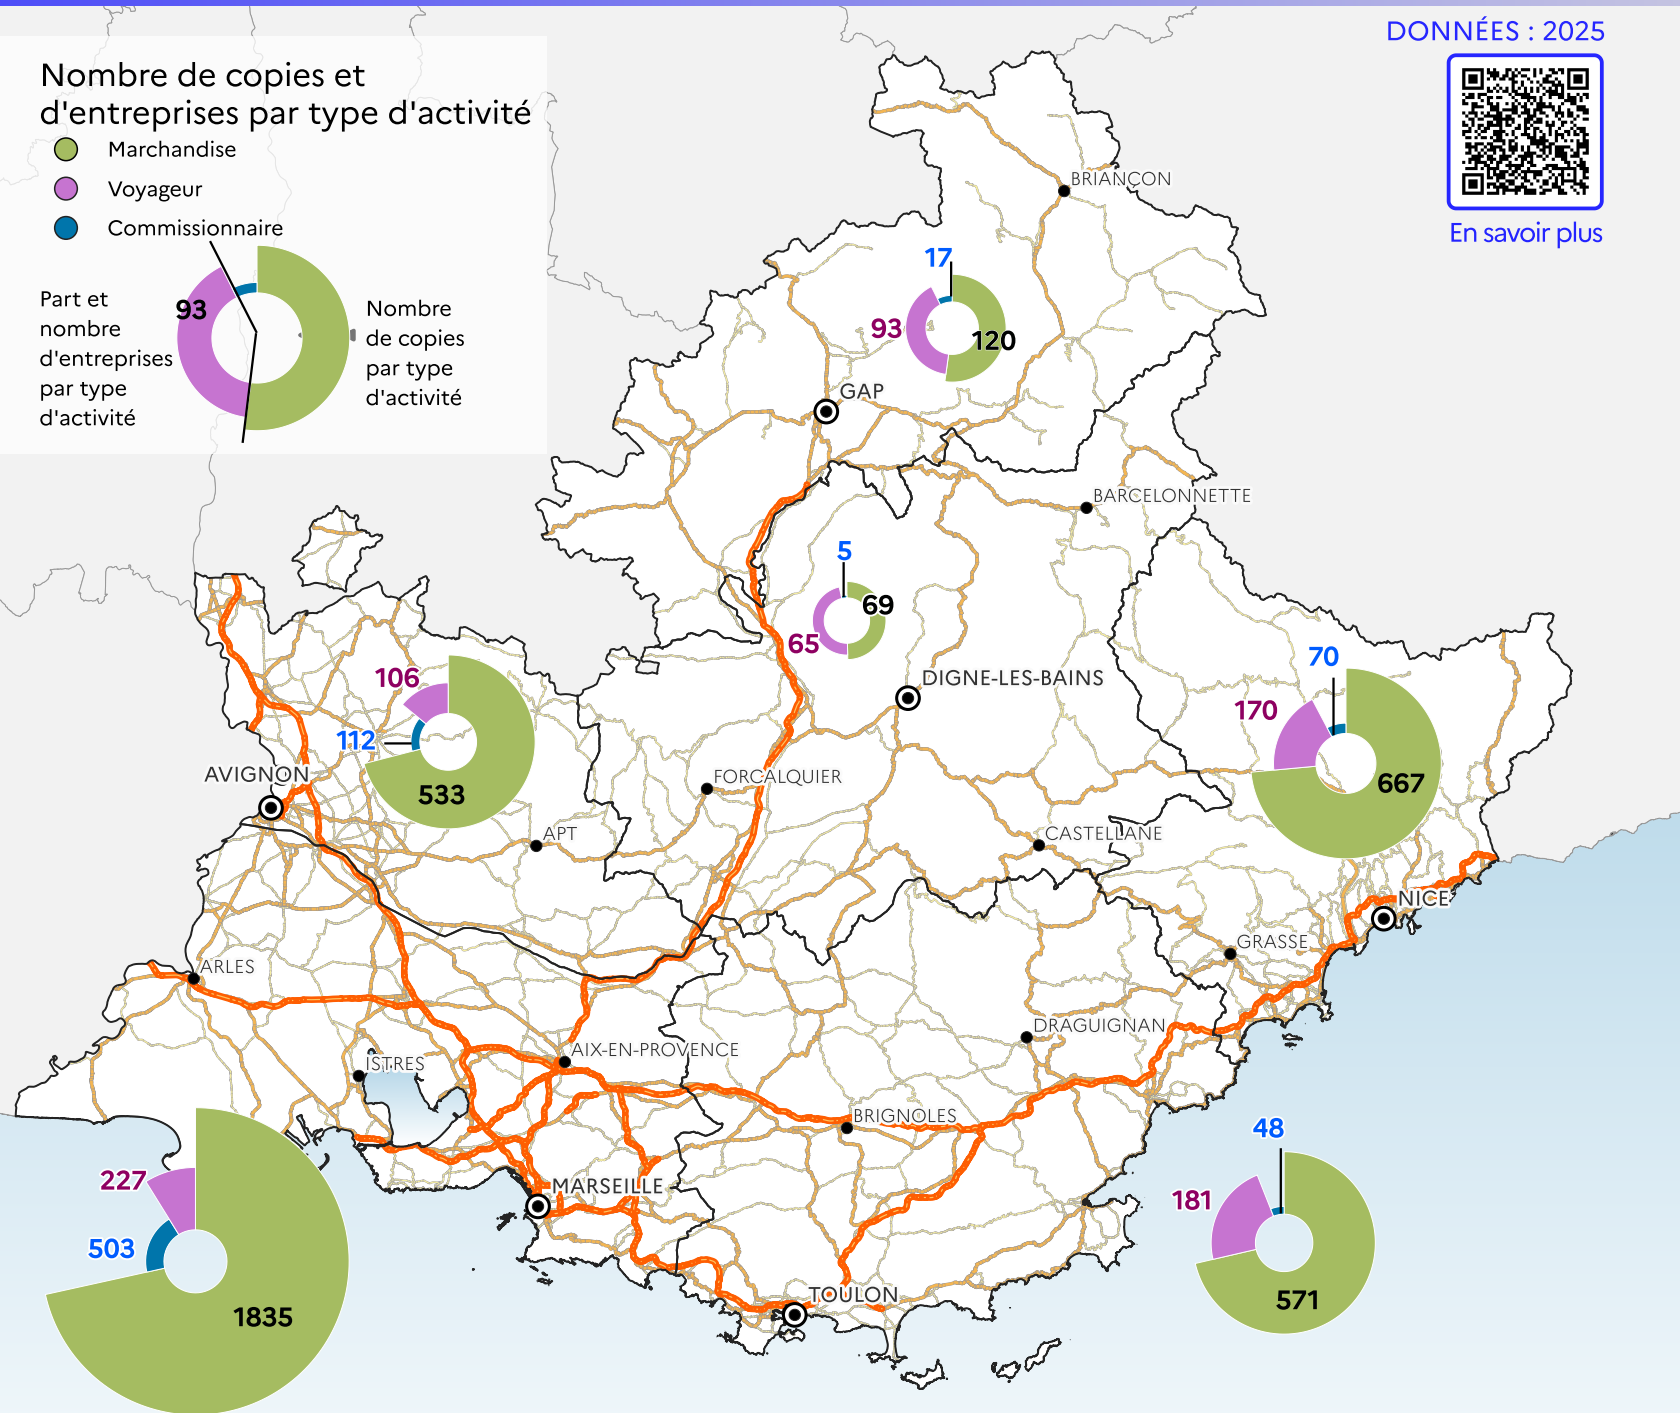 DONNÉES : 2025
En savoir plus
Nombre de copies et
d'entreprises par type d'activité
Marchandise
Voyageur
Commissionnaire
Part et
nombre
d'entreprises
par type
d'activité
93
Nombre
de copies
par type
d'activité
BRIANÇON
17
93
120
GAP
BARCELONNETTE
5
69
65
DIGNE-LES-BAINS
70
170
667
106
112
533
AVIGNON
FORCALQUIER
APT
CASTELLANE
NICE
GRASSE
ARLES
DRAGUIGNAN
AIX-EN-PROVENCE
ISTRES
BRIGNOLES
48
181
571
227
503
1835
MARSEILLE
TOULON